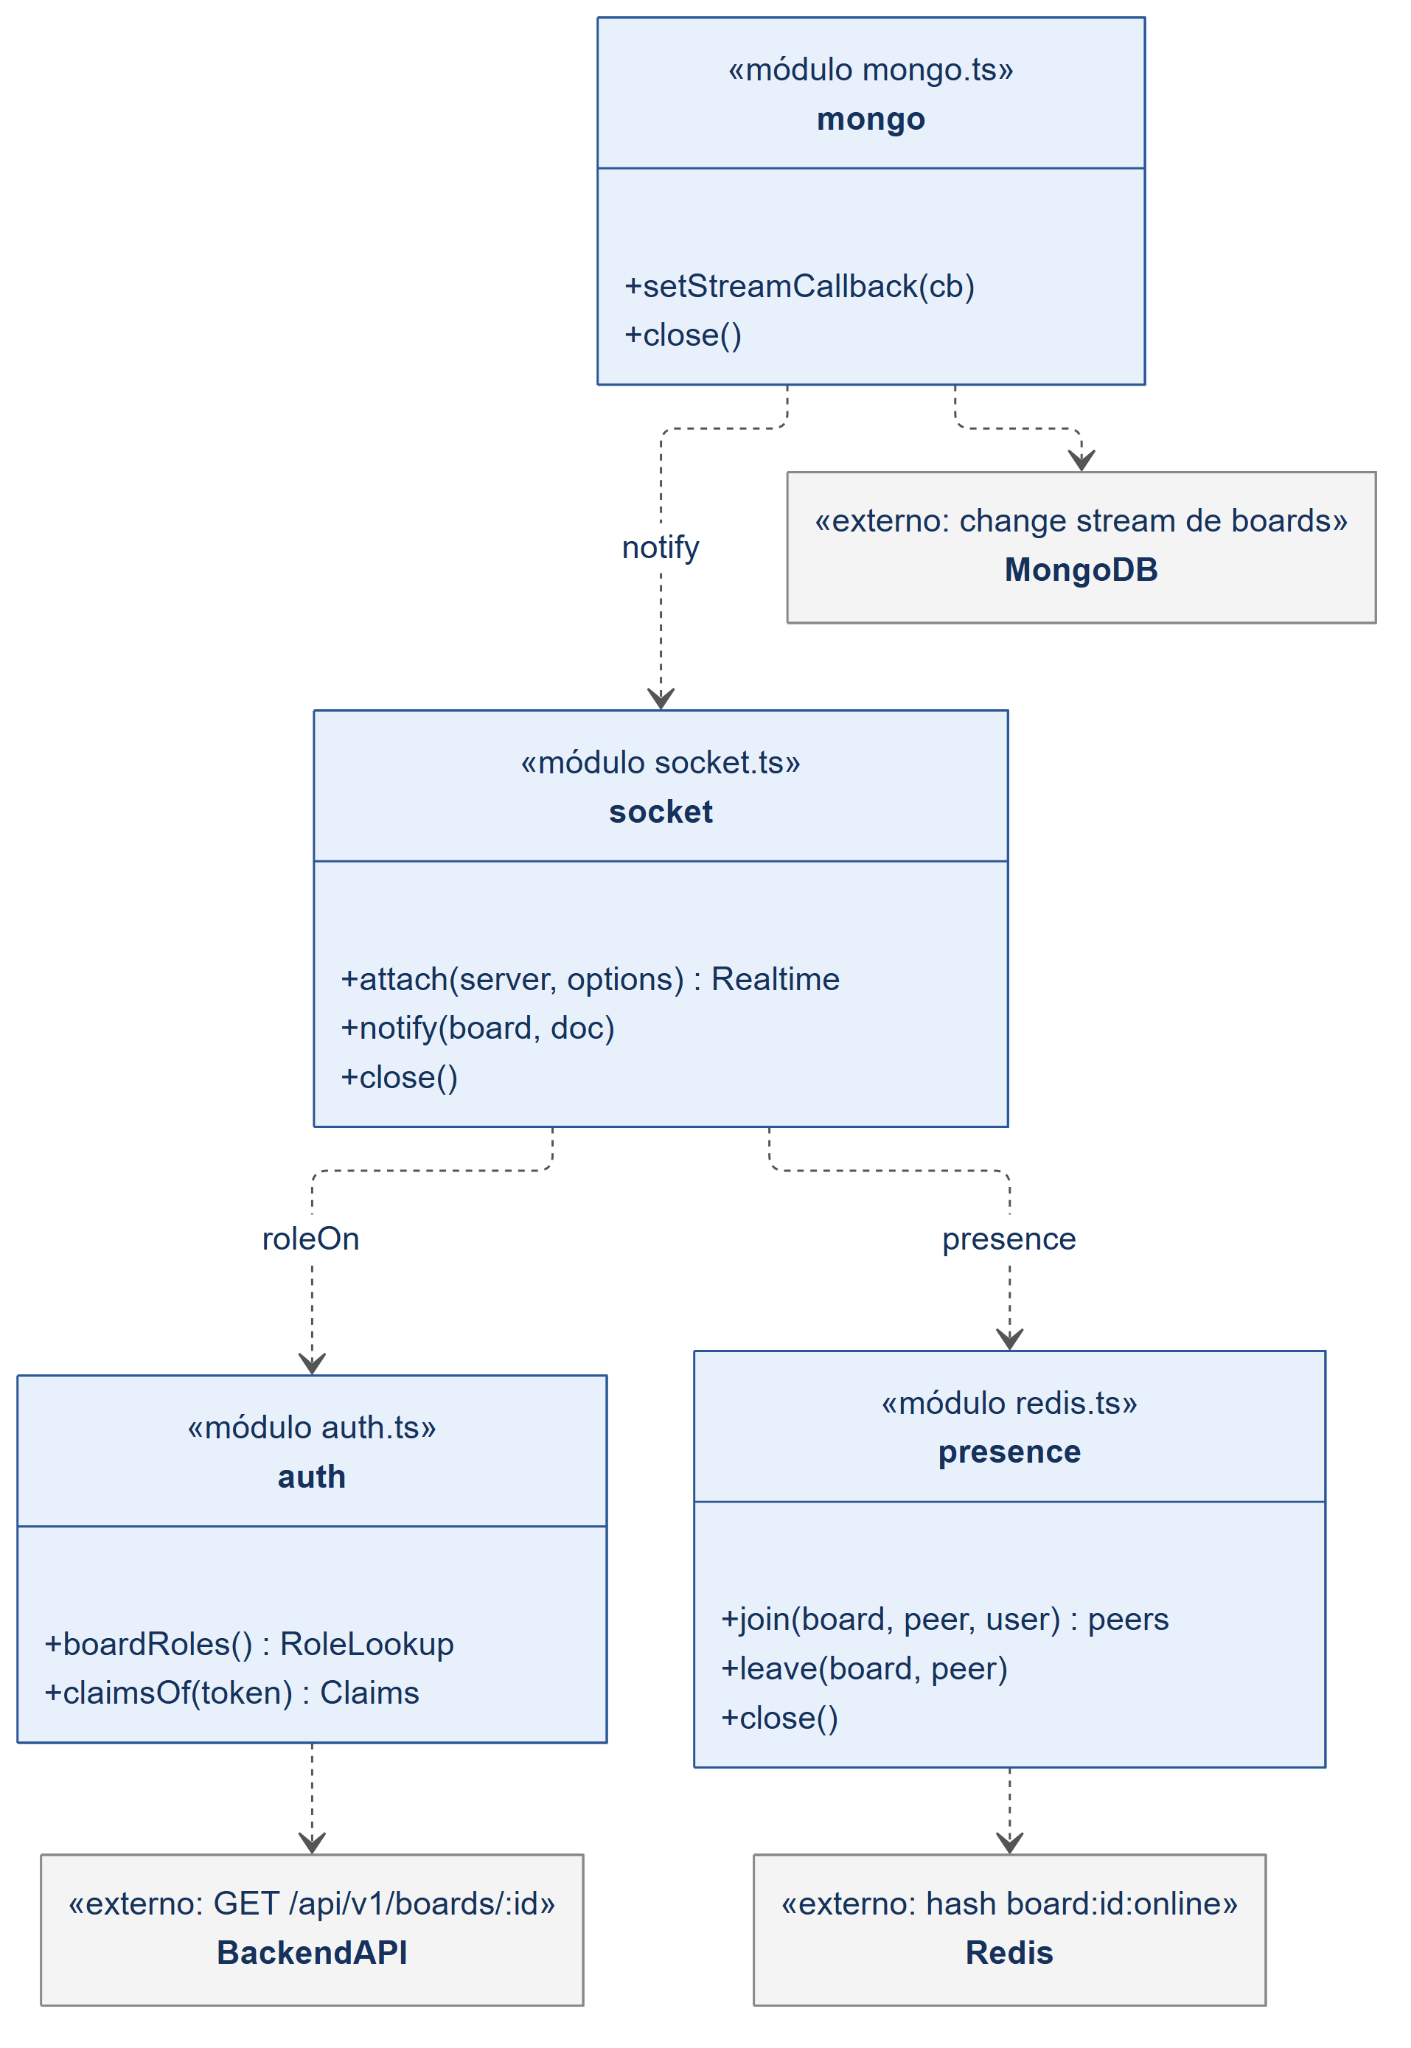 «módulo mongo.ts»
mongo
+setStreamCallback(cb)
+close()
notify
«externo: change stream de boards»
MongoDB
«módulo socket.ts»
socket
+attach(server, options) : Realtime
+notify(board, doc)
+close()
roleOn
presence
«módulo auth.ts»
auth
+boardRoles() : RoleLookup
+claimsOf(token) : Claims
«módulo redis.ts»
presence
+join(board, peer, user) : peers
+leave(board, peer)
+close()
«externo: GET /api/v1/boards/:id»
BackendAPI
«externo: hash board:id:online»
Redis